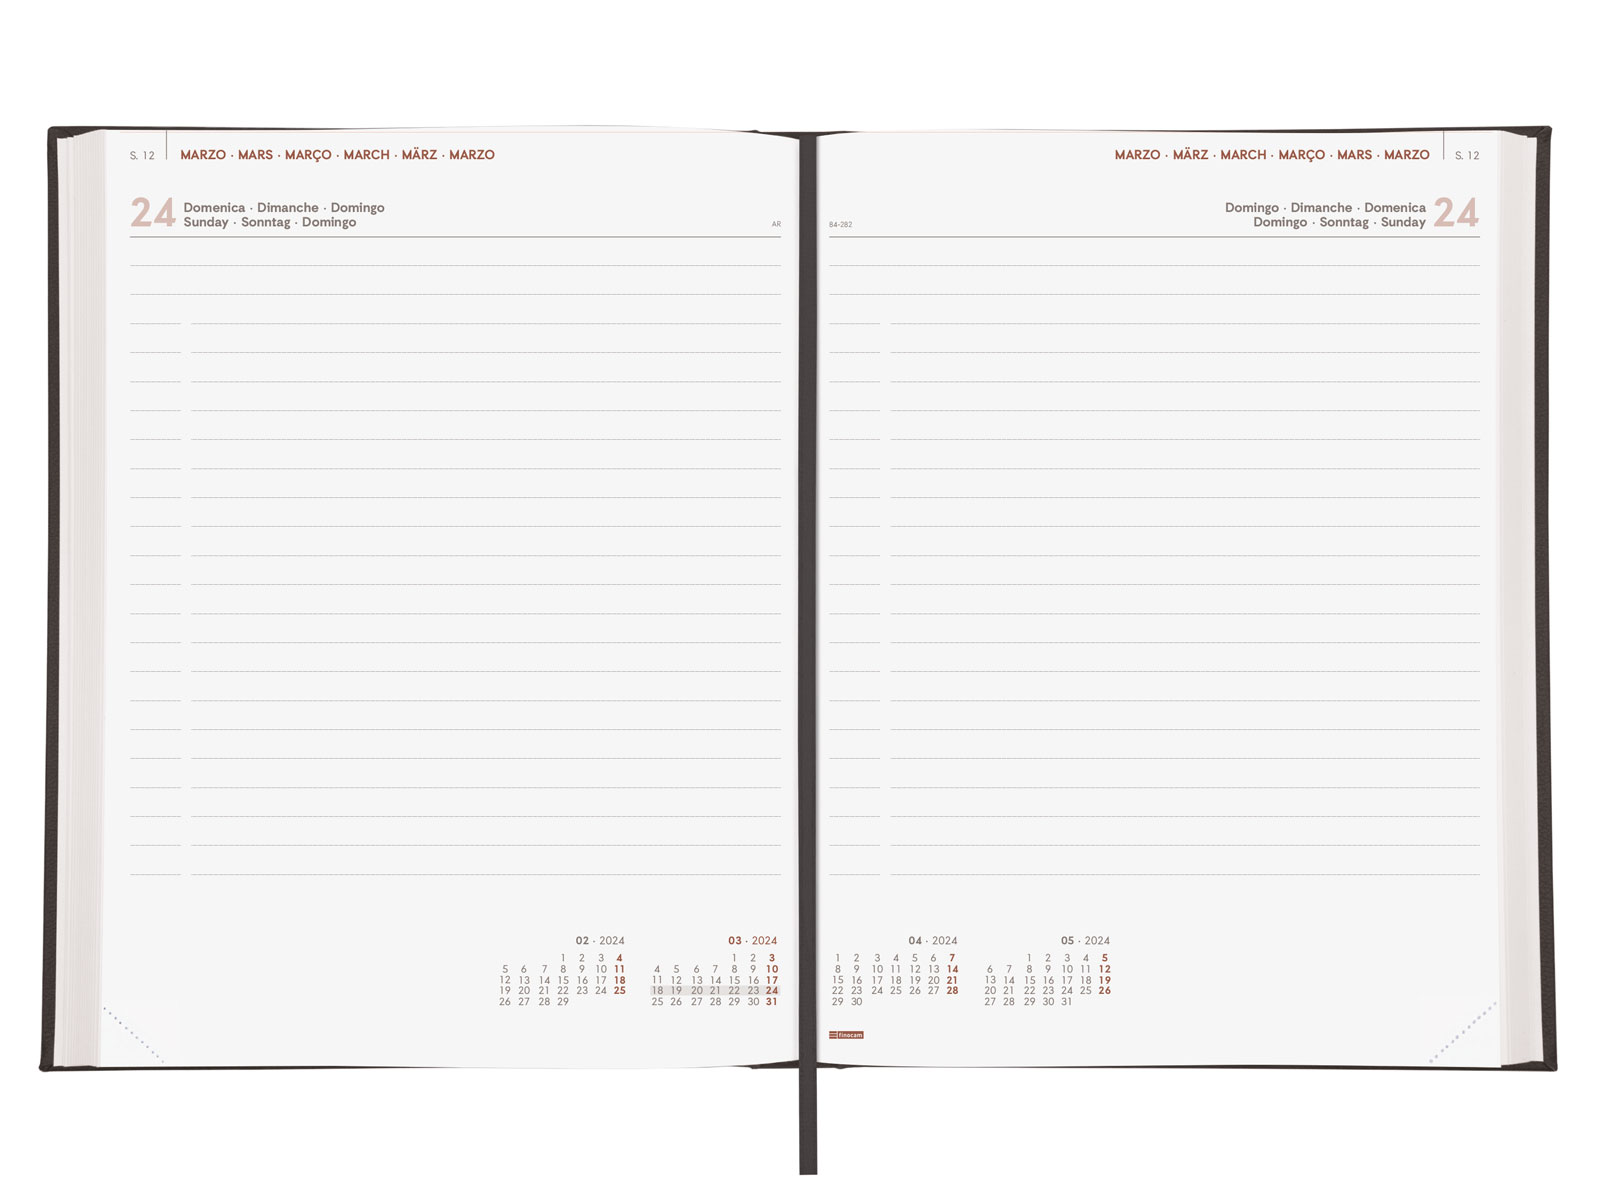 S. 12 MARZO · MARS · MARÇO · MARCH · MÄRZ · MARZO
24 Domenica · Dimanche · Domingo
Sunday · Sonntag · Domingo
AR
02 · 2024
1 2 3 4
5 6 7 8 9 10 11
12 13 14 15 16 17 18
19 20 21 22 23 24 25
26 27 28 29
03 · 2024
1 2 3
4 5 6 7 8 9 10
11 12 13 14 15 16 17
18 19 20 21 22 23 24
25 26 27 28 29 30 31
MARZO · MÄRZ · MARCH · MARÇO · MARS · MARZO S. 12
Domingo · Dimanche · Domenica 24
Domingo · Sonntag · Sunday
84-282
04 · 2024
1 2 3 4 5 6 7
8 9 10 11 12 13 14
15 16 17 18 19 20 21
22 23 24 25 26 27 28
29 30
05 · 2024
1 2 3 4 5
6 7 8 9 10 11 12
13 14 15 16 17 18 19
20 21 22 23 24 25 26
27 28 29 30 31
finocam